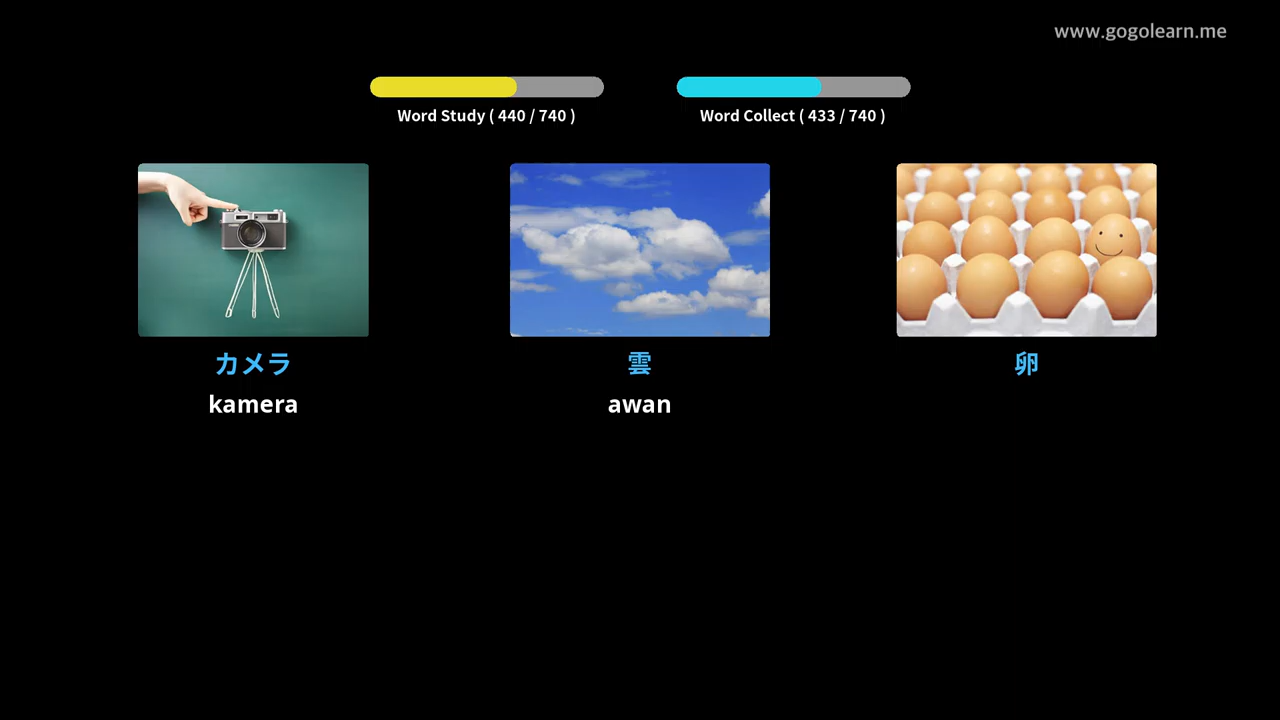 www.gogolearn.me
Word Study ( 440 / 740 )
Word Collect ( 433 / 740 )
カメラ
雲
卵
kamera
awan